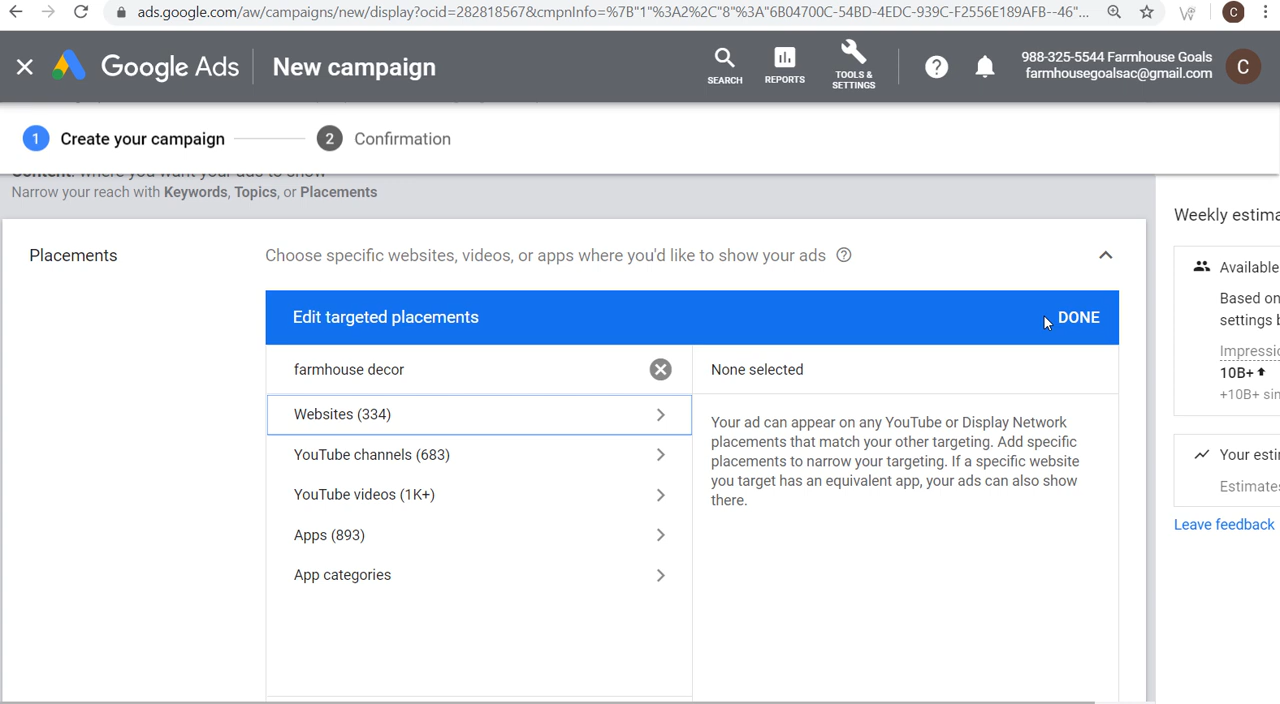 ads.google.com/aw/campaigns/new/display?ocid=282818567&cmpnInfo=%7B"1"%3A2%2C"8"%3A"6B04700C-54BD-4EDC-939C-F2556E189AFB--46"...
C
Google Ads
New campaign
SEARCH
REPORTS
TOOLS &
SETTINGS
988-325-5544 Farmhouse Goals
farmhousegoalsac@gmail.com
C
1 Create your campaign
2 Confirmation
Content: where you want your ads to show
Narrow your reach with Keywords, Topics, or Placements
Placements
Choose specific websites, videos, or apps where you'd like to show your ads
Edit targeted placements
DONE
farmhouse decor
Websites (334)
YouTube channels (683)
YouTube videos (1K+)
Apps (893)
App categories
None selected
Your ad can appear on any YouTube or Display Network
placements that match your other targeting. Add specific
placements to narrow your targeting. If a specific website
you target has an equivalent app, your ads can also show
there.
Weekly estima
Available
Based on
settings b
Impressio
10B+
+10B+ sin
Your esti
Estimates
Leave feedback